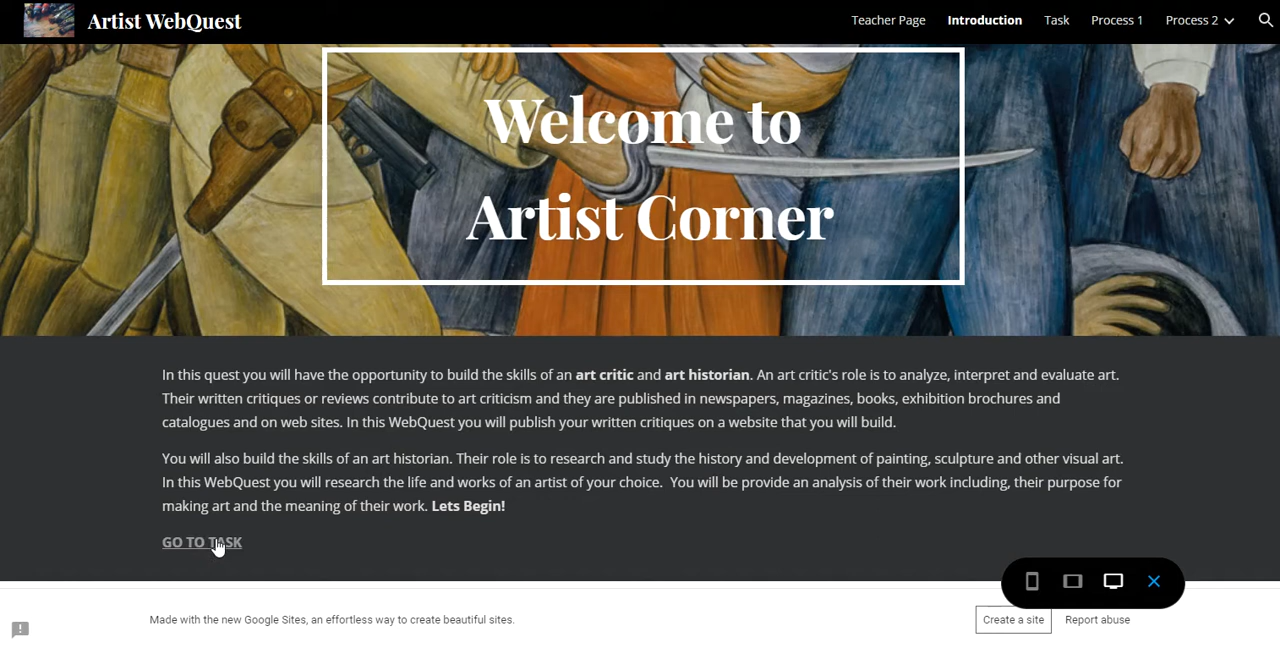 Artist WebQuest
Teacher Page Introduction Task Process 1 Process 2
Welcome to
Artist Corner
In this quest you will have the opportunity to build the skills of an art critic and art historian. An art critic's role is to analyze, interpret and evaluate art.
Their written critiques or reviews contribute to art criticism and they are published in newspapers, magazines, books, exhibition brochures and
catalogues and on web sites. In this WebQuest you will publish your written critiques on a website that you will build.
You will also build the skills of an art historian. Their role is to research and study the history and development of painting, sculpture and other visual art.
In this WebQuest you will research the life and works of an artist of your choice. You will be provide an analysis of their work including, their purpose for
making art and the meaning of their work. Lets Begin!
GO TO TASK
Made with the new Google Sites, an effortless way to create beautiful sites.
Create a site Report abuse